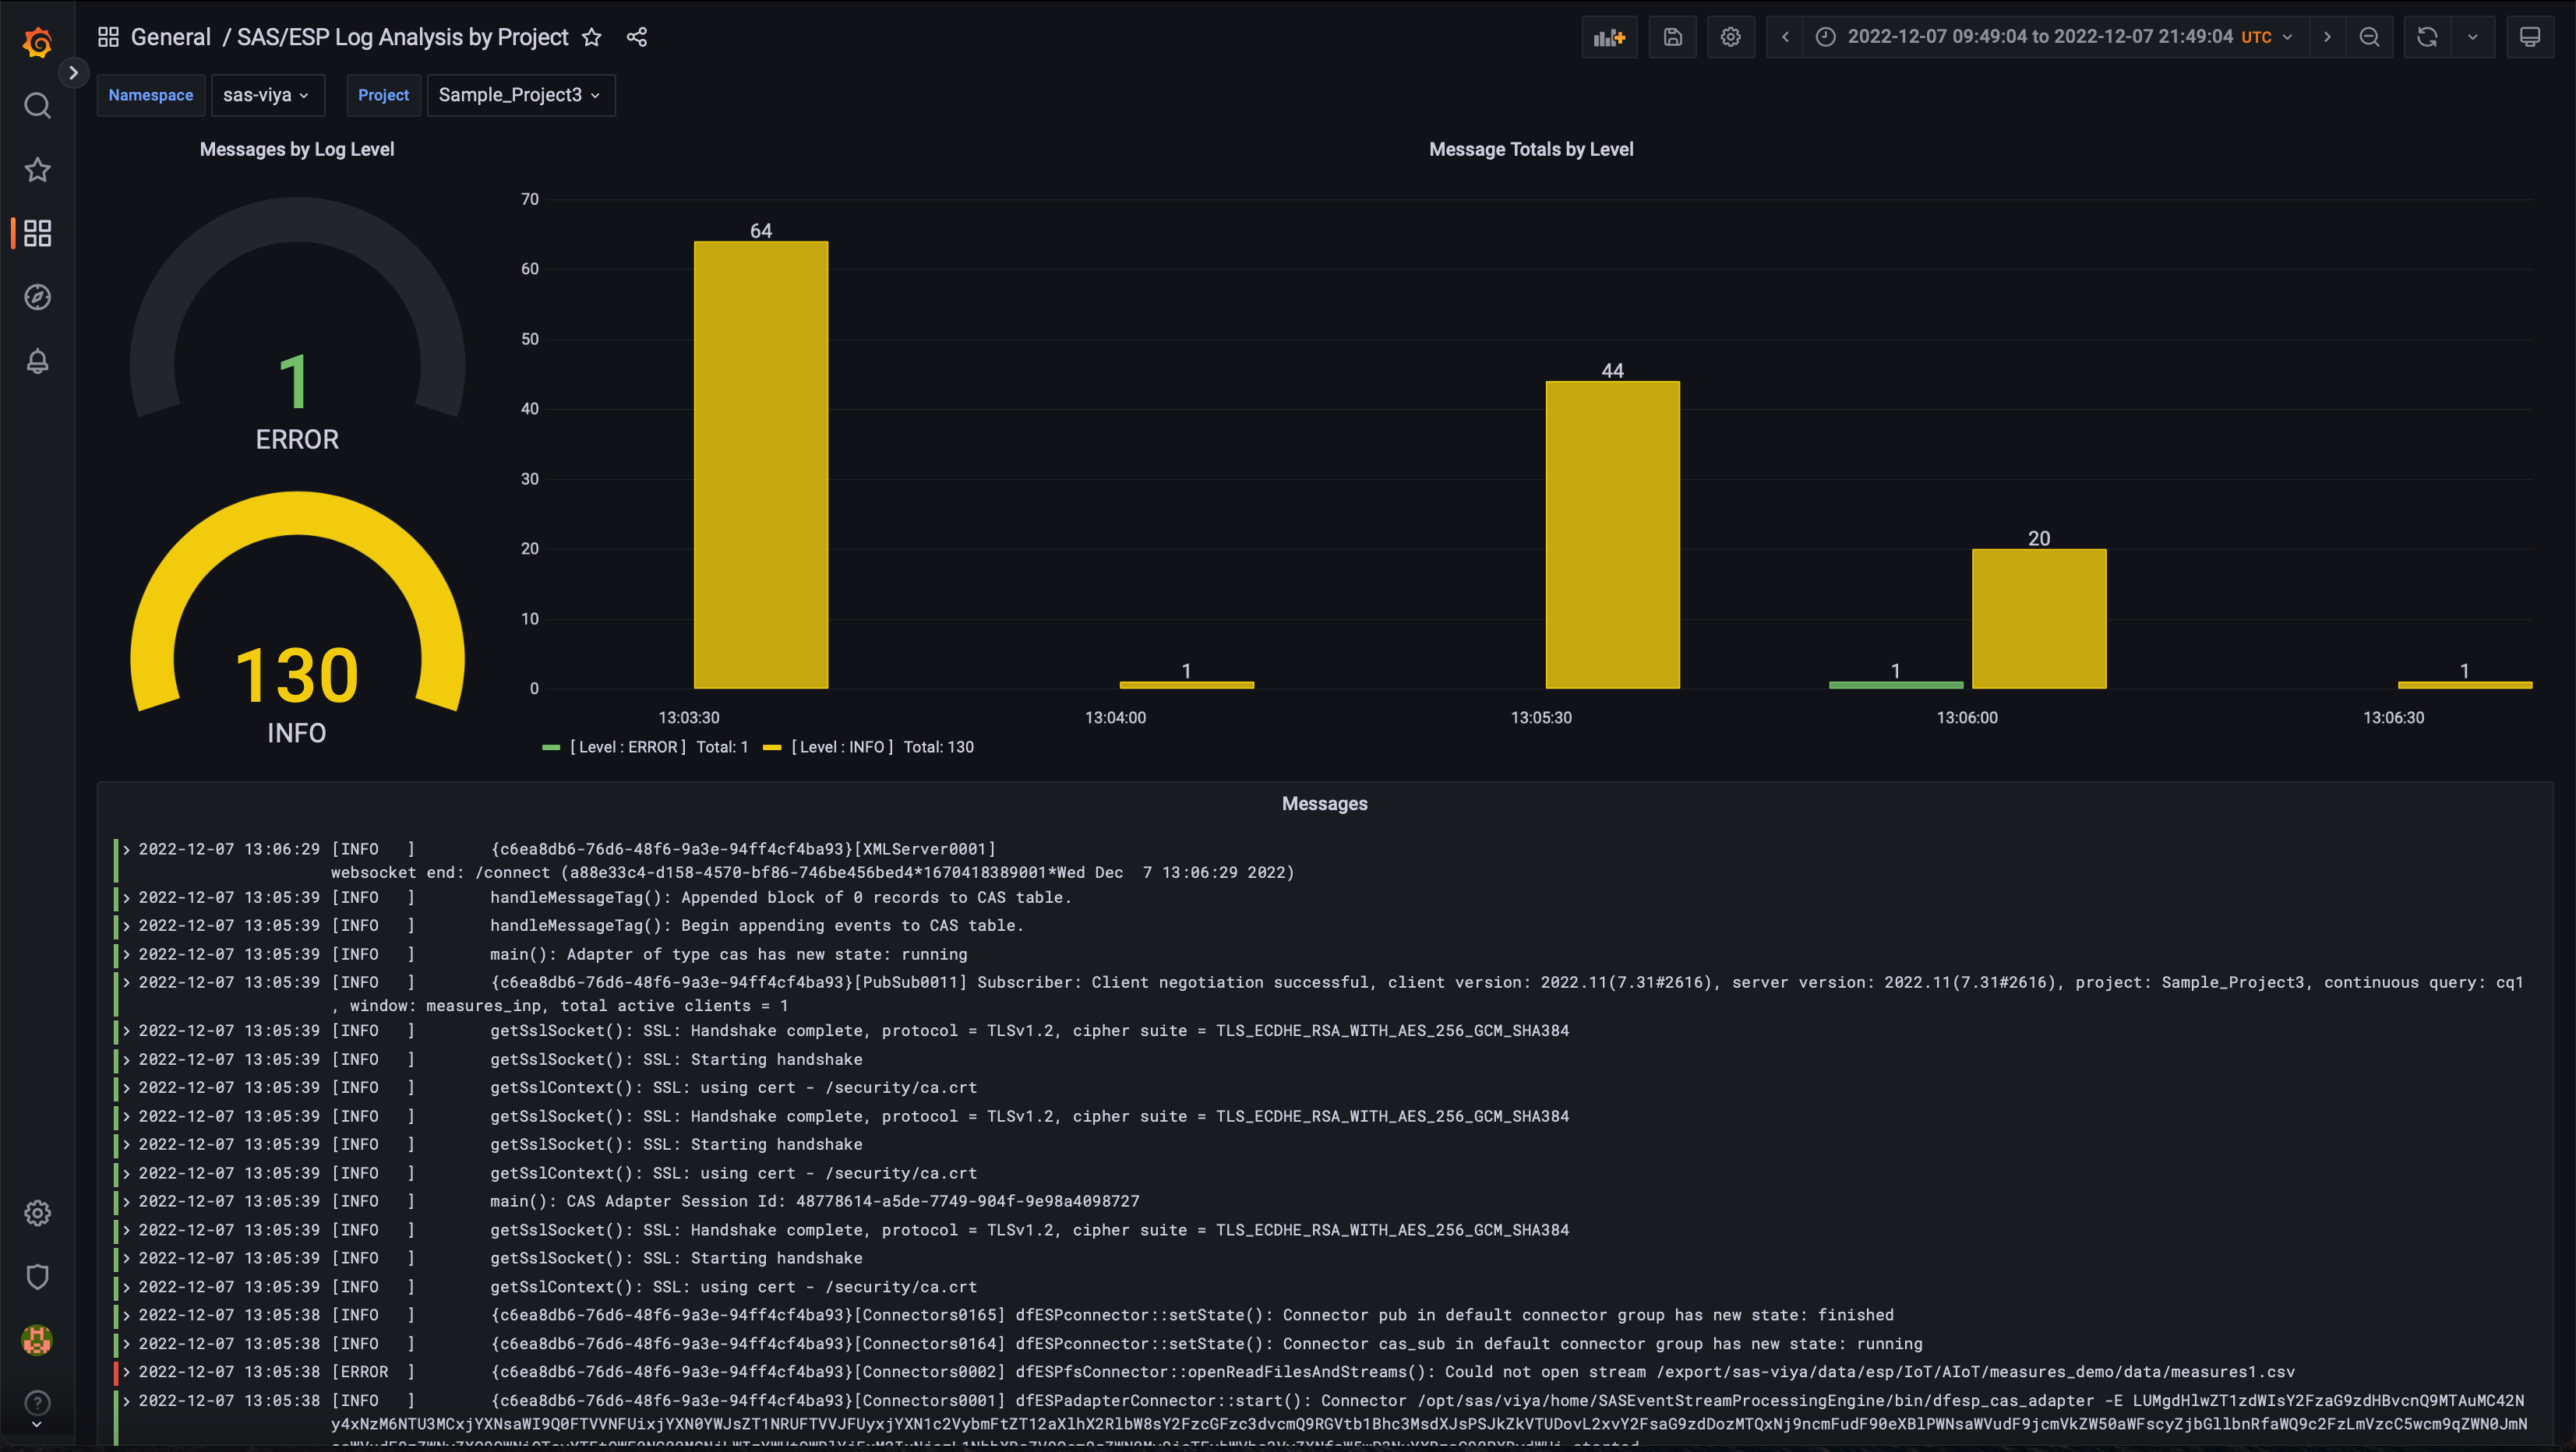 General / SAS/ESP Log Analysis by Project
2022-12-07 09:49:04 to 2022-12-07 21:49:04 UTC
Namespace sas-viya Project Sample_Project3
Messages by Log Level
1
ERROR
130
INFO
Message Totals by Level
70
60
50
40
30
20
10
0
64
1
44
1
20
1
13:03:30 13:04:00 13:05:30 13:06:00 13:06:30
[ Level : ERROR ] Total: 1 [ Level : INFO ] Total: 130
Messages
2022-12-07 13:06:29 [INFO ] {c6ea8db6-76d6-48f6-9a3e-94ff4cf4ba93}[XMLServer0001]
websocket end: /connect (a88e33c4-d158-4570-bf86-746be456bed4*1670418389001*Wed Dec 7 13:06:29 2022)
2022-12-07 13:05:39 [INFO ] handleMessageTag(): Appended block of 0 records to CAS table.
2022-12-07 13:05:39 [INFO ] handleMessageTag(): Begin appending events to CAS table.
2022-12-07 13:05:39 [INFO ] main(): Adapter of type cas has new state: running
2022-12-07 13:05:39 [INFO ] {c6ea8db6-76d6-48f6-9a3e-94ff4cf4ba93}[PubSub0011] Subscriber: Client negotiation successful, client version: 2022.11(7.31#2616), server version: 2022.11(7.31#2616), project: Sample_Project3, continuous query: cq1
, window: measures_inp, total active clients = 1
2022-12-07 13:05:39 [INFO ] getSslSocket(): SSL: Handshake complete, protocol = TLSv1.2, cipher suite = TLS_ECDHE_RSA_WITH_AES_256_GCM_SHA384
2022-12-07 13:05:39 [INFO ] getSslSocket(): SSL: Starting handshake
2022-12-07 13:05:39 [INFO ] getSslContext(): SSL: using cert - /security/ca.crt
2022-12-07 13:05:39 [INFO ] getSslSocket(): SSL: Handshake complete, protocol = TLSv1.2, cipher suite = TLS_ECDHE_RSA_WITH_AES_256_GCM_SHA384
2022-12-07 13:05:39 [INFO ] getSslSocket(): SSL: Starting handshake
2022-12-07 13:05:39 [INFO ] getSslContext(): SSL: using cert - /security/ca.crt
2022-12-07 13:05:39 [INFO ] main(): CAS Adapter Session Id: 48778614-a5de-7749-904f-9e98a4098727
2022-12-07 13:05:39 [INFO ] getSslSocket(): SSL: Handshake complete, protocol = TLSv1.2, cipher suite = TLS_ECDHE_RSA_WITH_AES_256_GCM_SHA384
2022-12-07 13:05:39 [INFO ] getSslSocket(): SSL: Starting handshake
2022-12-07 13:05:39 [INFO ] getSslContext(): SSL: using cert - /security/ca.crt
2022-12-07 13:05:38 [INFO ] {c6ea8db6-76d6-48f6-9a3e-94ff4cf4ba93}[Connectors0165] dfESPconnector::setState(): Connector pub in default connector group has new state: finished
2022-12-07 13:05:38 [INFO ] {c6ea8db6-76d6-48f6-9a3e-94ff4cf4ba93}[Connectors0164] dfESPconnector::setState(): Connector cas_sub in default connector group has new state: running
2022-12-07 13:05:38 [ERROR ] {c6ea8db6-76d6-48f6-9a3e-94ff4cf4ba93}[Connectors0002] dfESPfsConnector::openReadFilesAndStreams(): Could not open stream /export/sas-viya/data/esp/IoT/AIoT/measures_demo/data/measures1.csv
2022-12-07 13:05:38 [INFO ] {c6ea8db6-76d6-48f6-9a3e-94ff4cf4ba93}[Connectors0001] dfESPadapterConnector::start(): Connector /opt/sas/viya/home/SASEventStreamProcessingEngine/bin/dfesp_cas_adapter -E